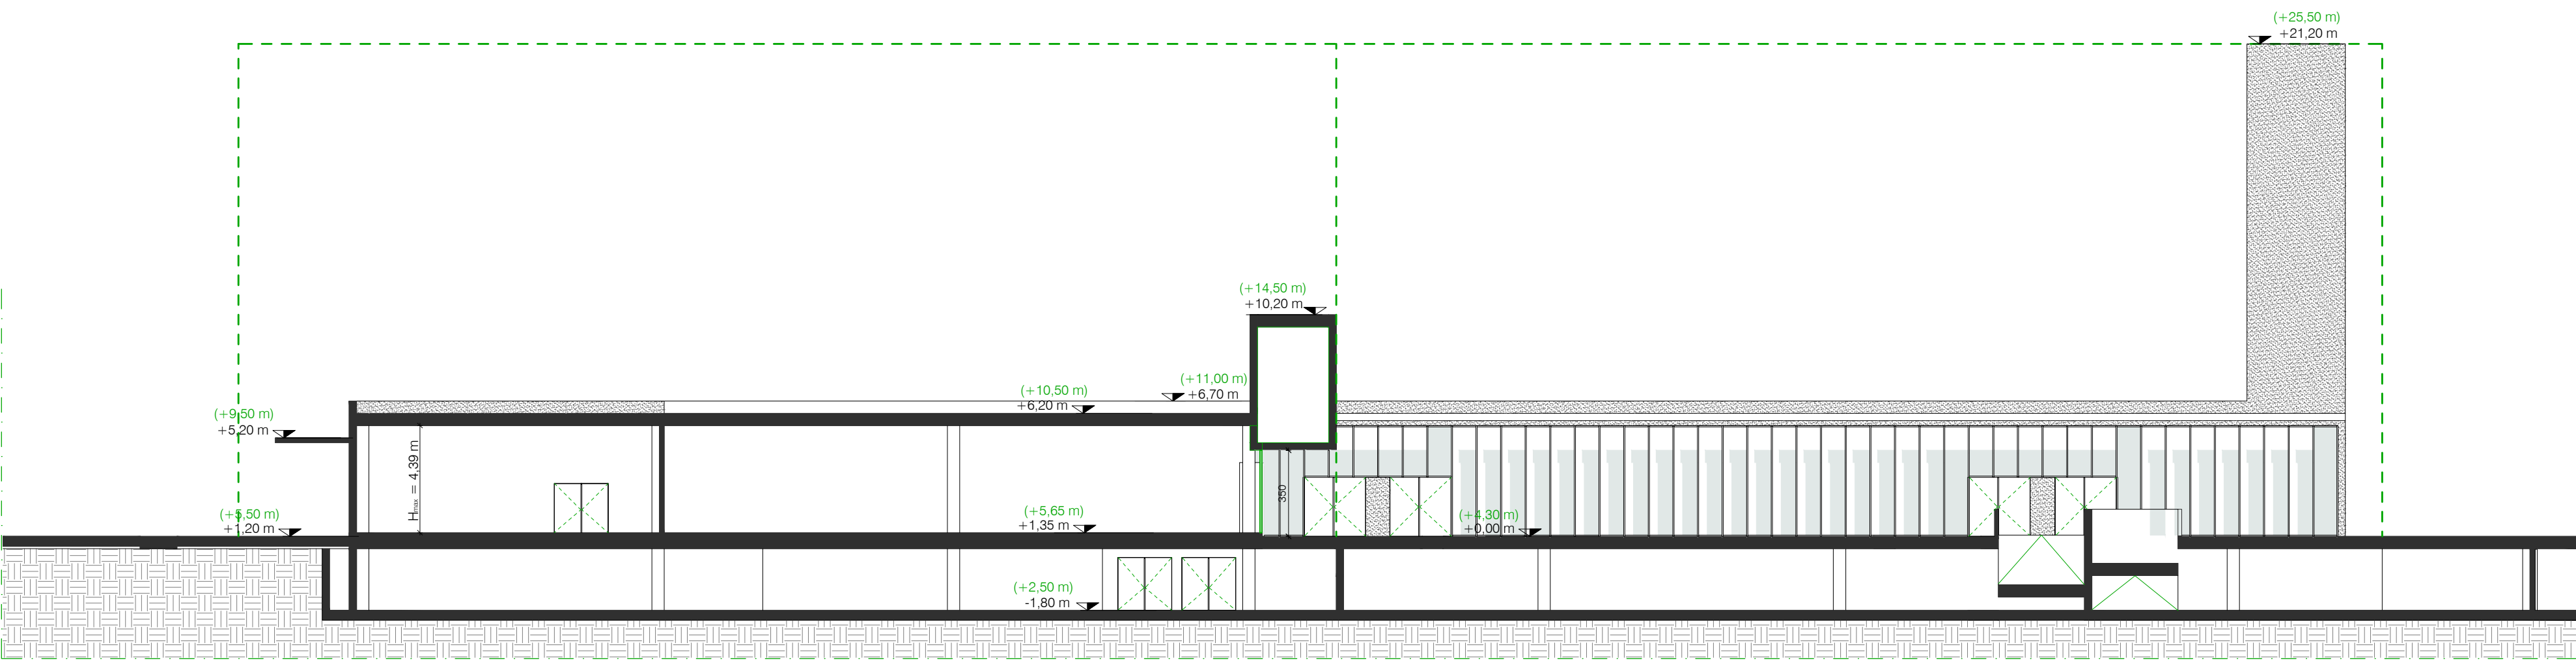 (+25,50 m)
+21,20 m
(+14,50 m)
+10,20 m
(+11,00 m)
+6,70 m
(+10,50 m)
+6,20 m
(+9,50 m)
+5,20 m
Hmax = 4,39 m
350
(+5,50 m)
+1,20 m
(+5,65 m)
+1,35 m
(+4,30 m)
+0,00 m
(+2,50 m)
-1,80 m